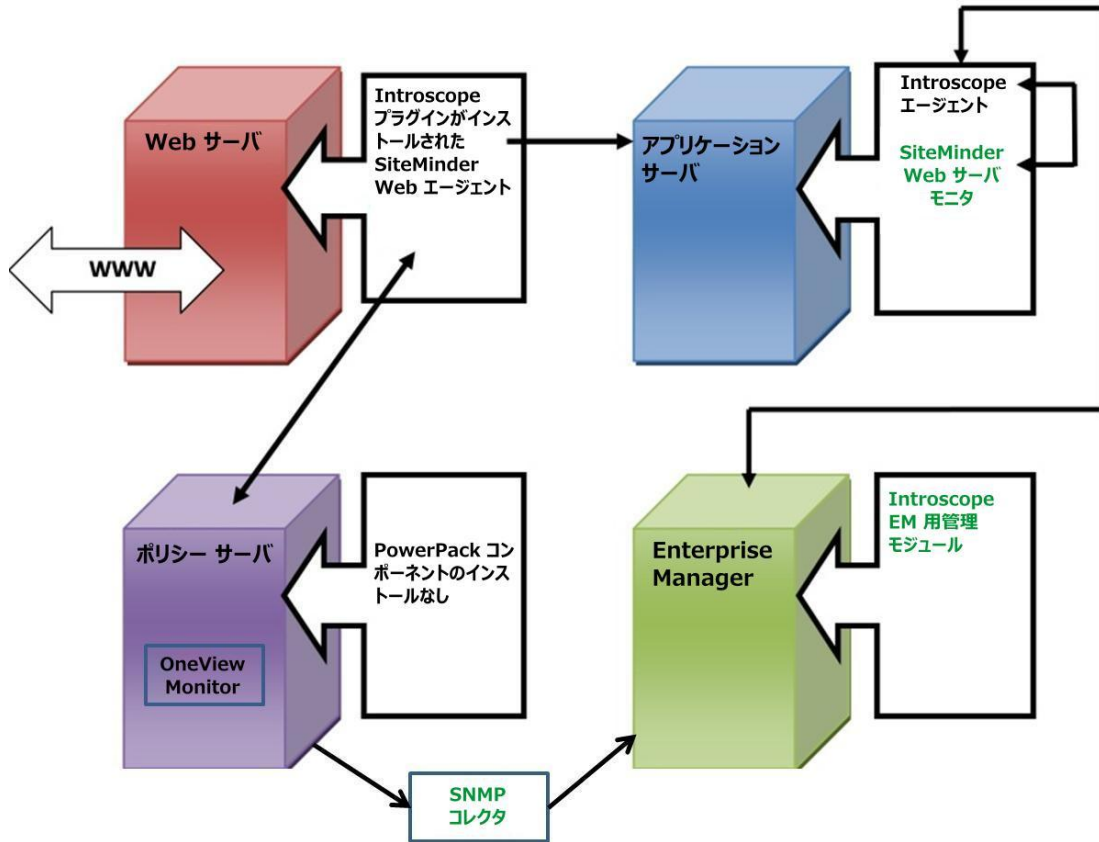 Web サーバ
Introscope
プラグインがインス
トールされた
SiteMinder
Web エージェント
アプリケーション
サーバ
Introscope
エージェント
SiteMinder
Web サーバ
モニタ
WWW
ポリシー サーバ
OneView
Monitor
PowerPack コン
ポーネントのインス
トールなし
Enterprise
Manager
Introscope
EM 用管理
モジュール
SNMP
コレクタ